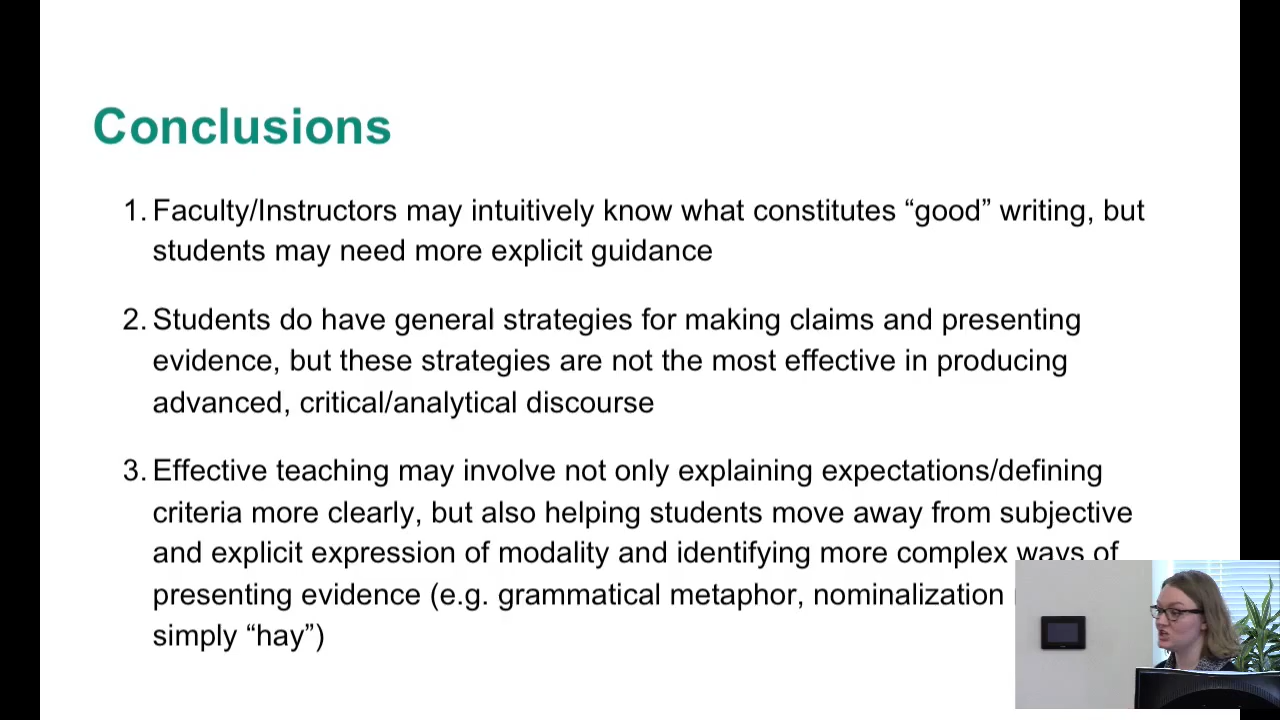 Conclusions
1. Faculty/Instructors may intuitively know what constitutes “good” writing, but
students may need more explicit guidance
2. Students do have general strategies for making claims and presenting
evidence, but these strategies are not the most effective in producing
advanced, critical/analytical discourse
3. Effective teaching may involve not only explaining expectations/defining
criteria more clearly, but also helping students move away from subjective
and explicit expression of modality and identifying more complex ways of
presenting evidence (e.g. grammatical metaphor, nominalization
simply “hay”)